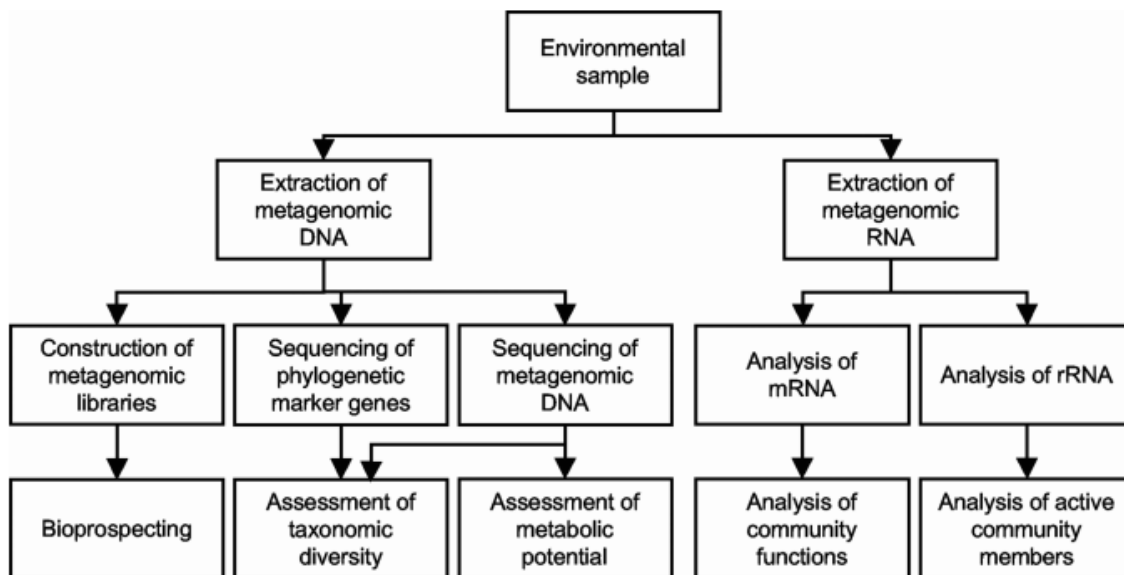 Environmental
sample
Extraction of
metagenomic
DNA
Extraction of
metagenomic
RNA
Construction of
metagenomic
libraries
Sequencing of
phylogenetic
marker genes
Sequencing of
metagenomic
DNA
Analysis of
mRNA
Analysis of rRNA
Bioprospecting
Assessment of
taxonomic
diversity
Assessment of
metabolic
potential
Analysis of
community
functions
Analysis of active
community
members